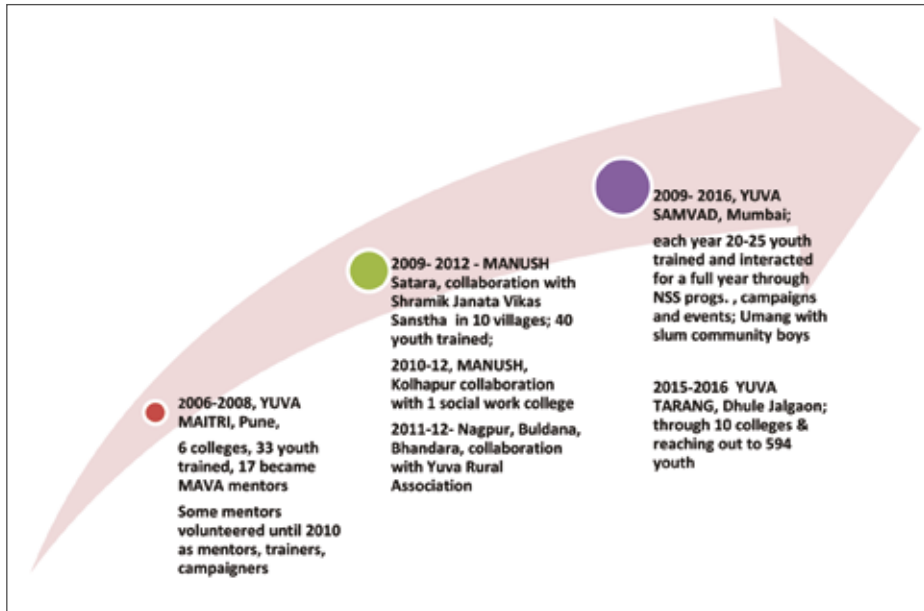 2006-2008, YUVA
MAITRI, Pune,
6 colleges, 33 youth
trained, 17 became
MAVA mentors
Some mentors
volunteered until 2010
as mentors, trainers,
campaigners
2009- 2012 - MANUSH
Satara, collaboration with
Shramik Janata Vikas
Sanstha in 10 villages; 40
youth trained;
2010-12, MANUSH,
Kolhapur collaboration
with 1 social work college
2011-12- Nagpur, Buldana,
Bhandara, collaboration
with Yuva Rural
Association
2009- 2016, YUVA
SAMVAD, Mumbai;
each year 20-25 youth
trained and interacted
for a full year through
NSS progs. , campaigns
and events; Umang with
slum community boys
2015-2016 YUVA
TARANG, Dhule Jalgaon;
through 10 colleges &
reaching out to 594
youth